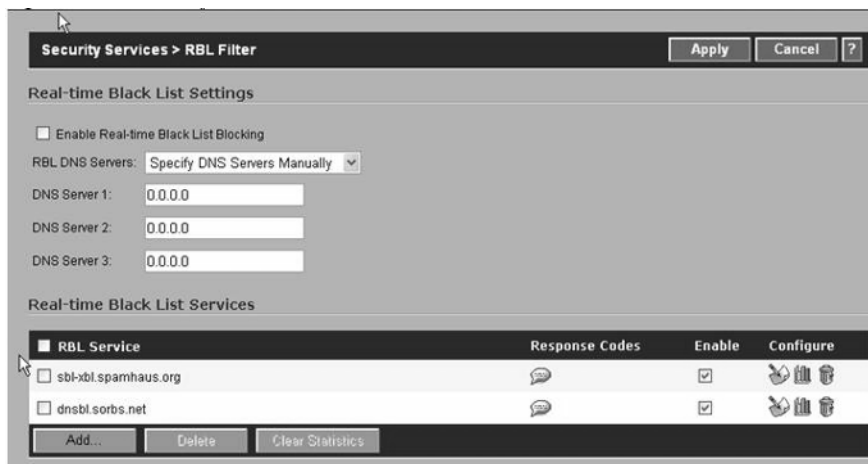 Security Services > RBL Filter Apply Cancel ?
Real-time Black List Settings
Enable Real-time Black List Blocking
RBL DNS Servers: Specify DNS Servers Manually
DNS Server 1: 0.0.0.0
DNS Server 2: 0.0.0.0
DNS Server 3: 0.0.0.0
Real-time Black List Services
RBL Service Response Codes Enable Configure
sbl-xbl.spamhaus.org
dnsbl.sorbs.net
Add... Delete Clear Statistics